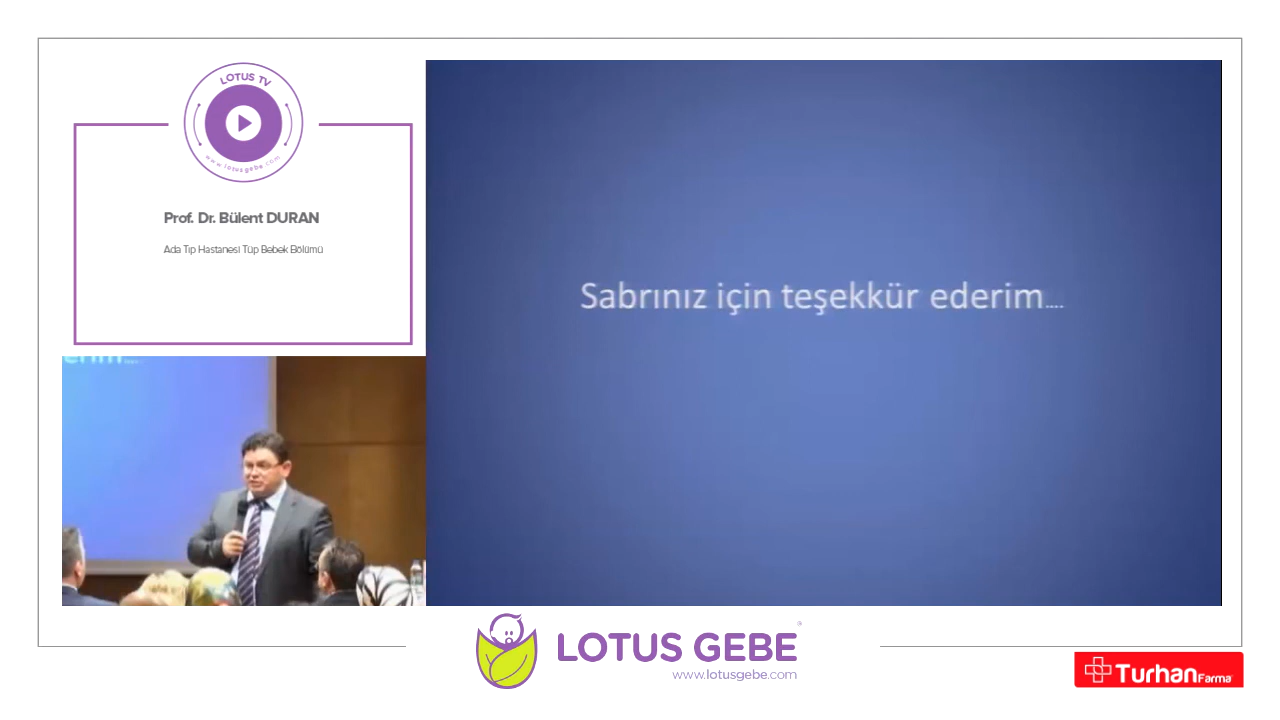 LOTUS TV
www.lotusgebe.com
Prof. Dr. Bülent DURAN
Ada Tıp Hastanesi Tüp Bebek Bölümü
Sabrınız için teşekkür ederim....
erim....
LOTUS GEBE®
www.lotusgebe.com
Turhan Farma